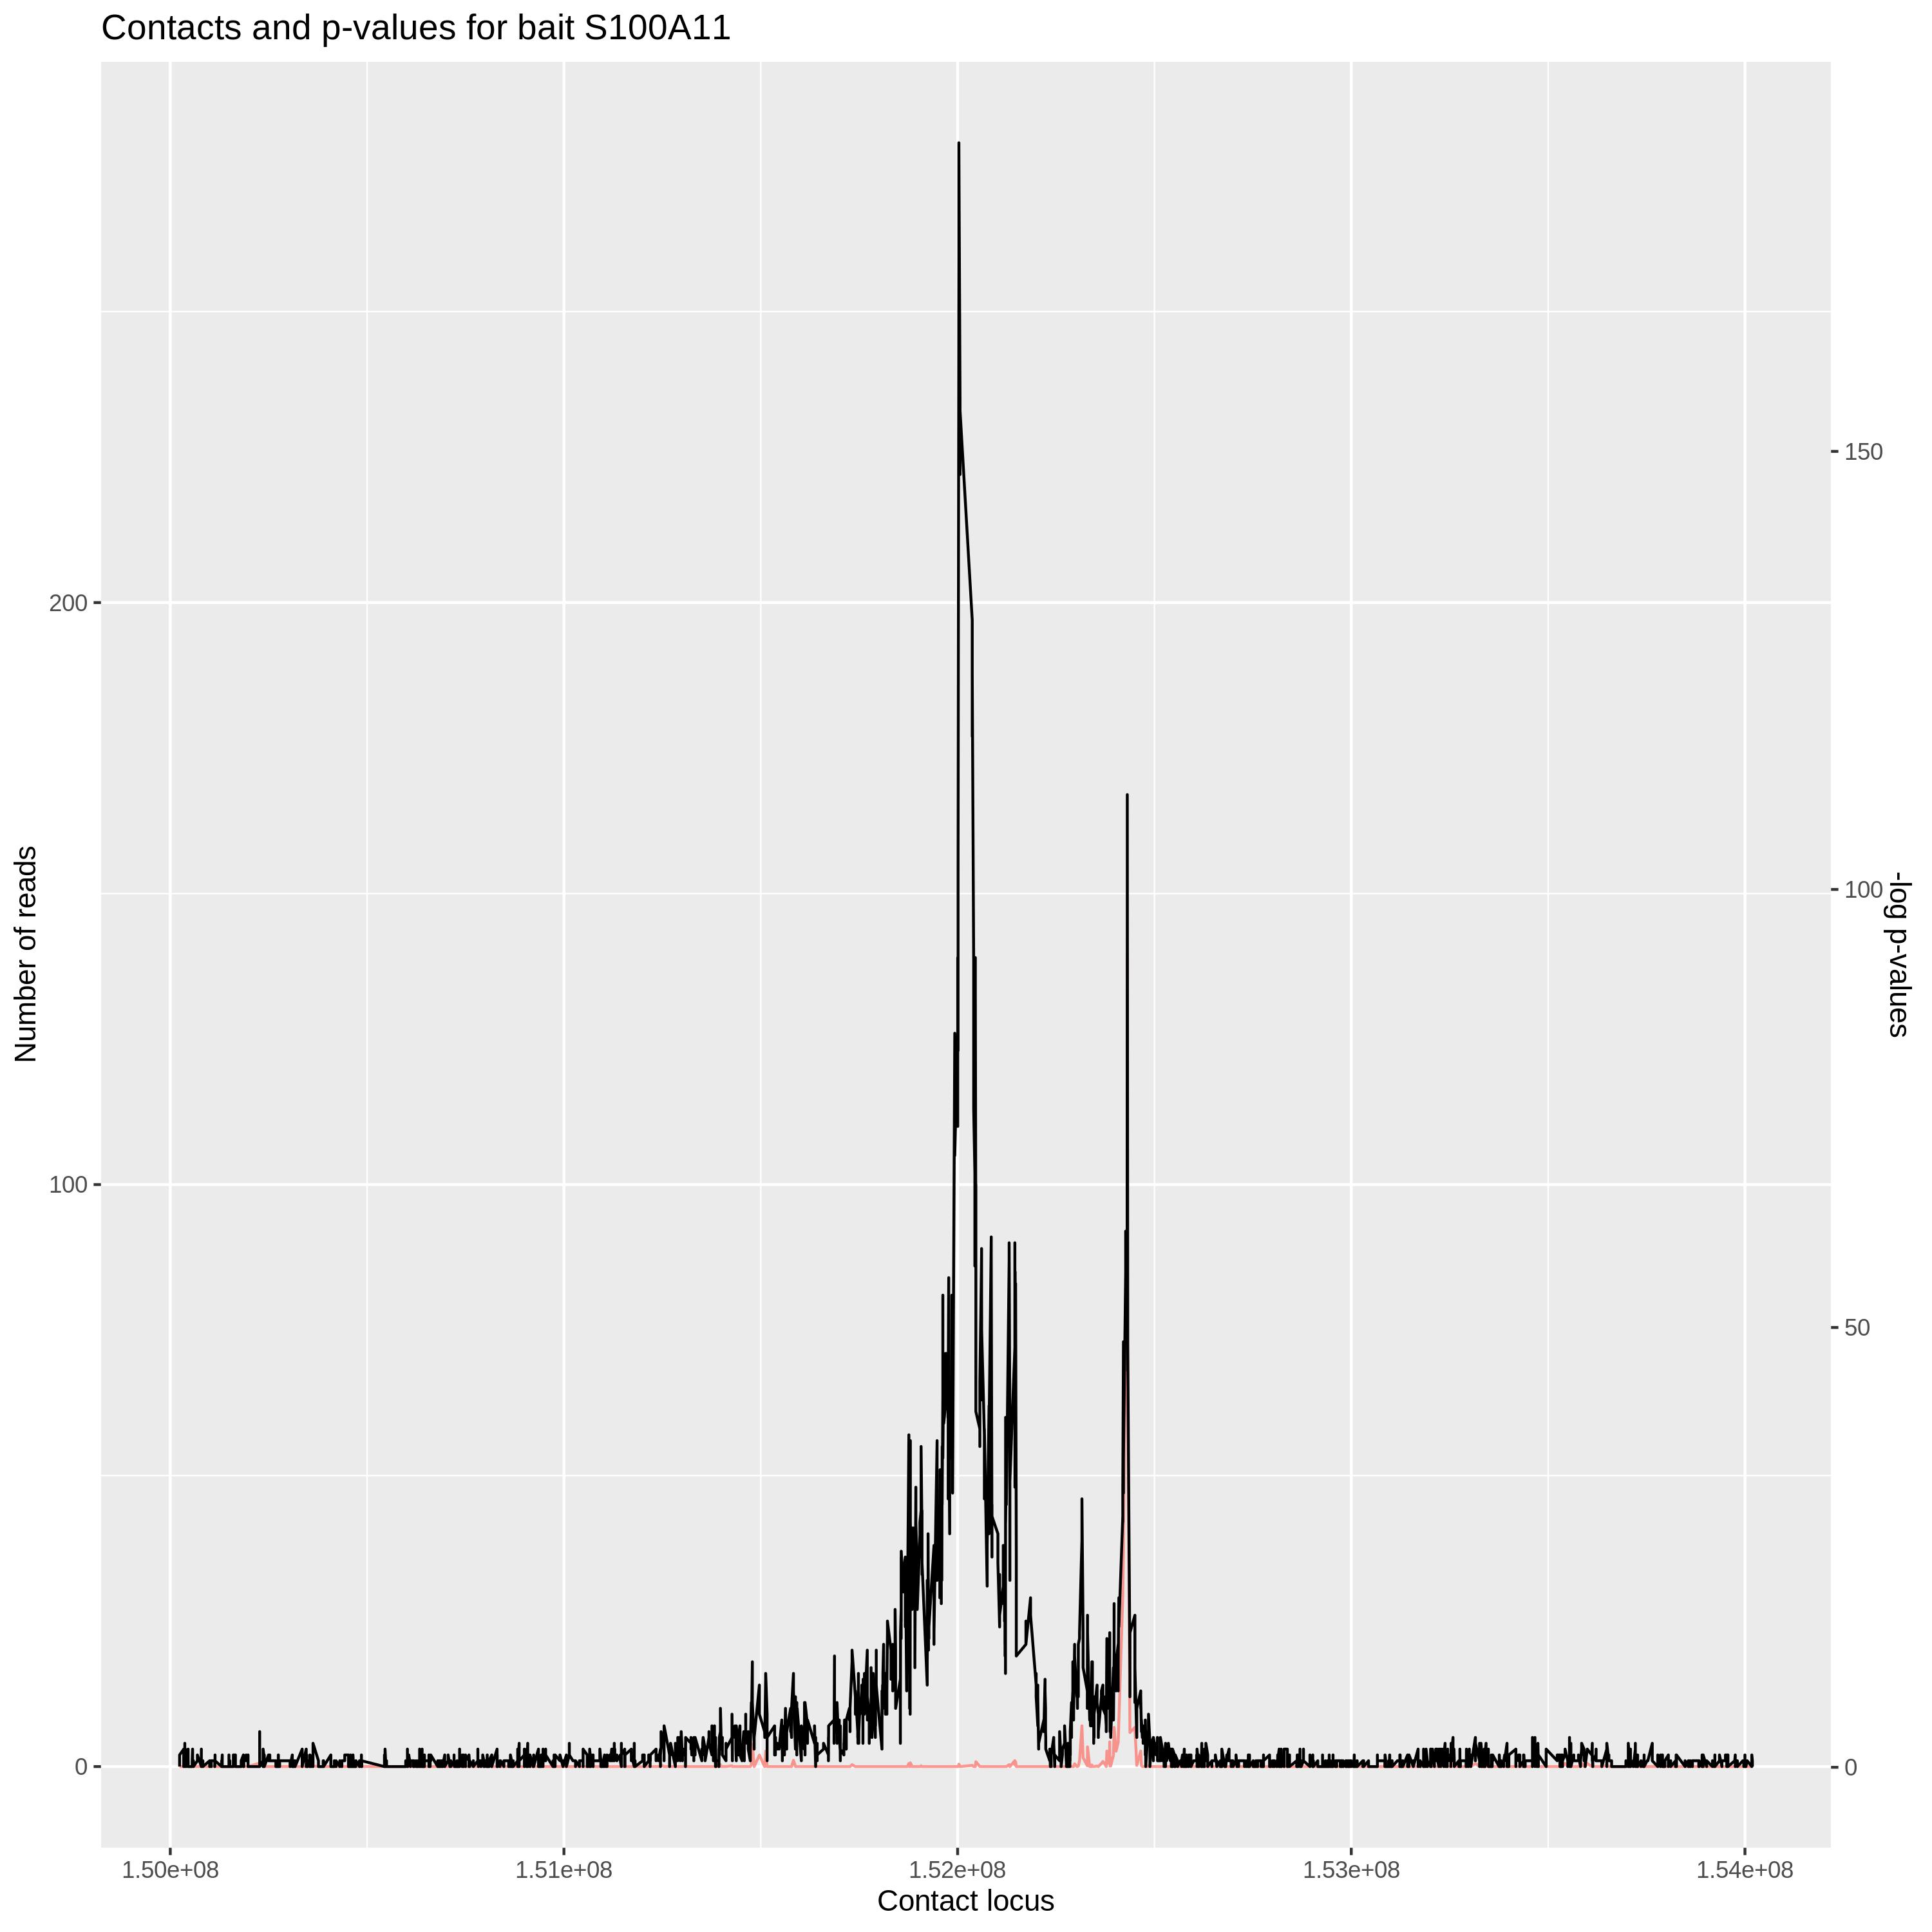 Contacts and p-values for bait S100A11
Number of reads
200
100
0
150
100
50
0
-log p-values
1.50e+08
1.51e+08
1.52e+08
1.53e+08
1.54e+08
Contact locus